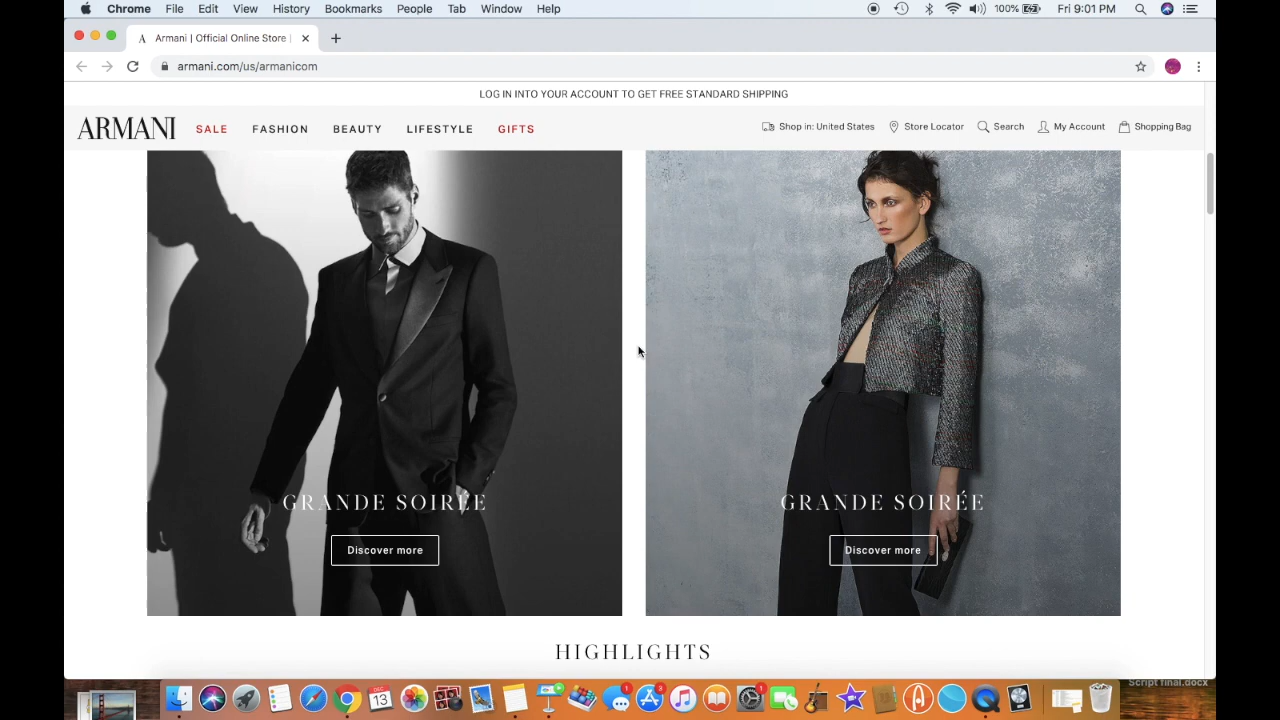 Chrome File Edit View History Bookmarks People Tab Window Help 100% Fri 9:01 PM
Armani | Official Online Store |
armani.com/us/armanicom
LOG IN INTO YOUR ACCOUNT TO GET FREE STANDARD SHIPPING
ARMANI SALE FASHION BEAUTY LIFESTYLE GIFTS Shop in: United States Store Locator Search My Account Shopping Bag
GRANDE SOIRÉE GRANDE SOIRÉE
Discover more Discover more
HIGHLIGHTS
Script final.docx
DEC
13